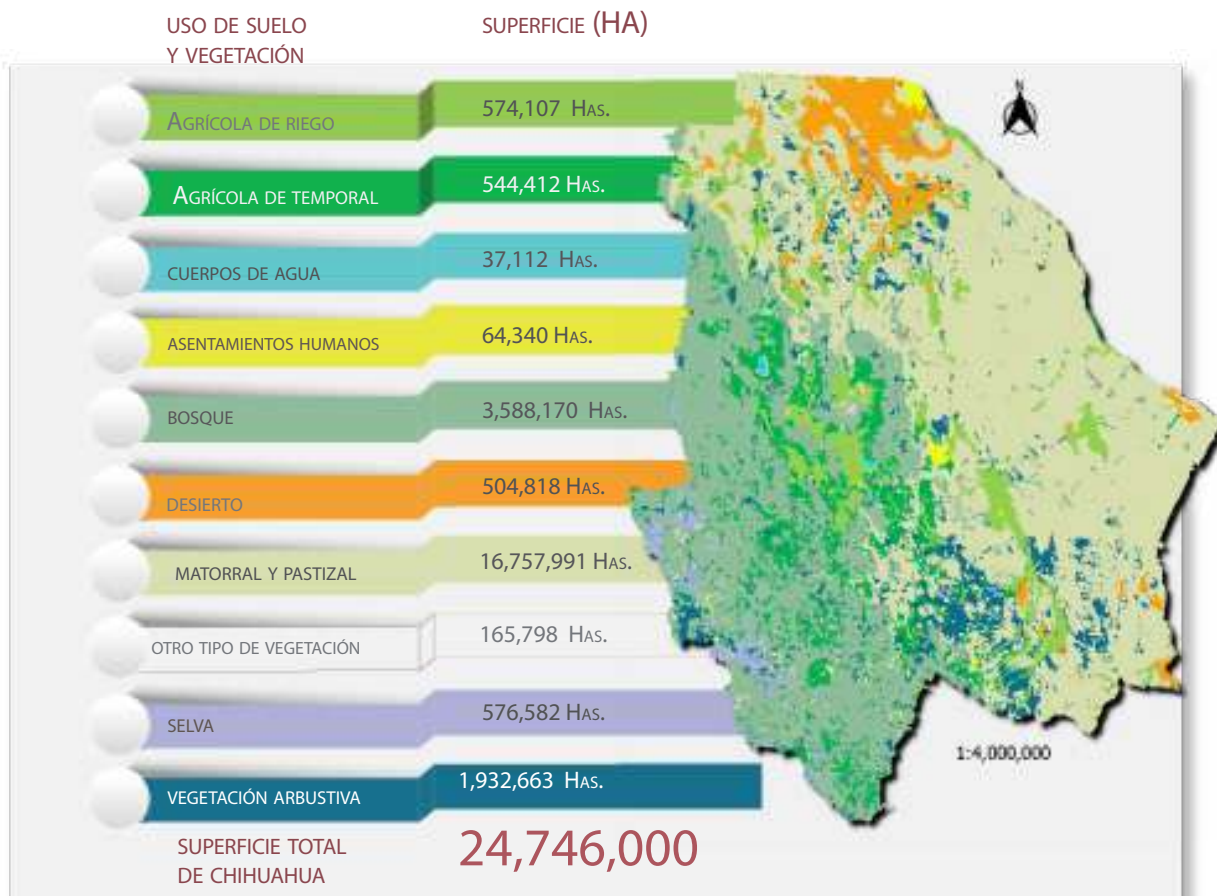 USO DE SUELO
Y VEGETACIÓN
SUPERFICIE (HA)
AGRÍCOLA DE RIEGO 574,107 HAS.
AGRÍCOLA DE TEMPORAL 544,412 HAS.
CUERPOS DE AGUA 37,112 HAS.
ASENTAMIENTOS HUMANOS 64,340 HAS.
BOSQUE 3,588,170 HAS.
DESIERTO 504,818 HAS.
MATORRAL Y PASTIZAL 16,757,991 HAS.
OTRO TIPO DE VEGETACIÓN 165,798 HAS.
SELVA 576,582 HAS.
VEGETACIÓN ARBUSTIVA 1,932,663 HAS.
SUPERFICIE TOTAL
DE CHIHUAHUA
24,746,000
N
1:4,000,000